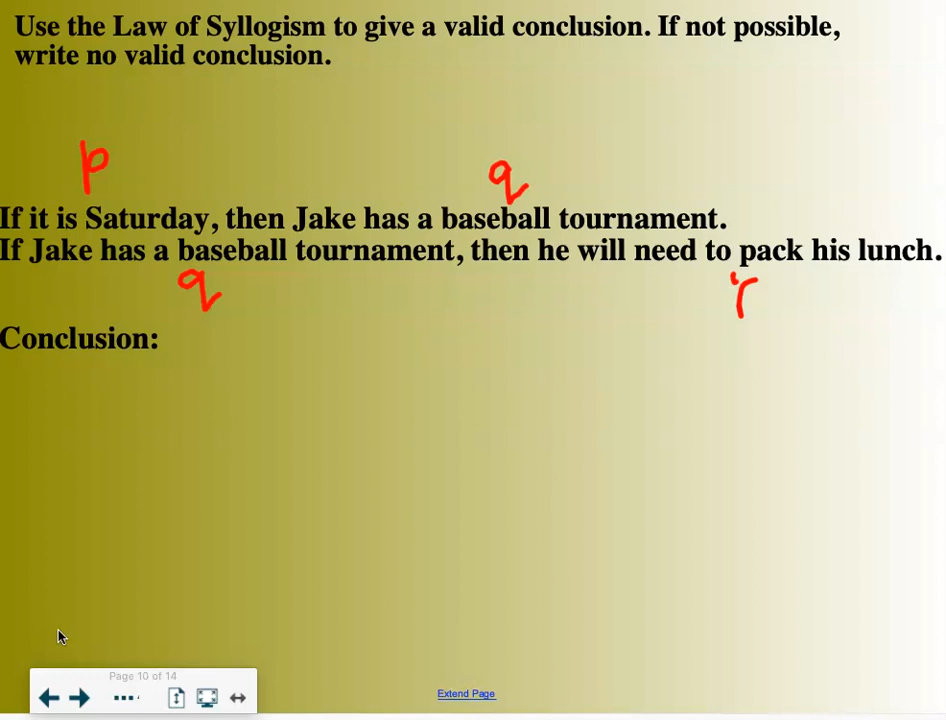 Use the Law of Syllogism to give a valid conclusion. If not possible,
write no valid conclusion.
p
q
If it is Saturday, then Jake has a baseball tournament.
If Jake has a baseball tournament, then he will need to pack his lunch.
q
r
Conclusion:
Page 10 of 14
Extend Page